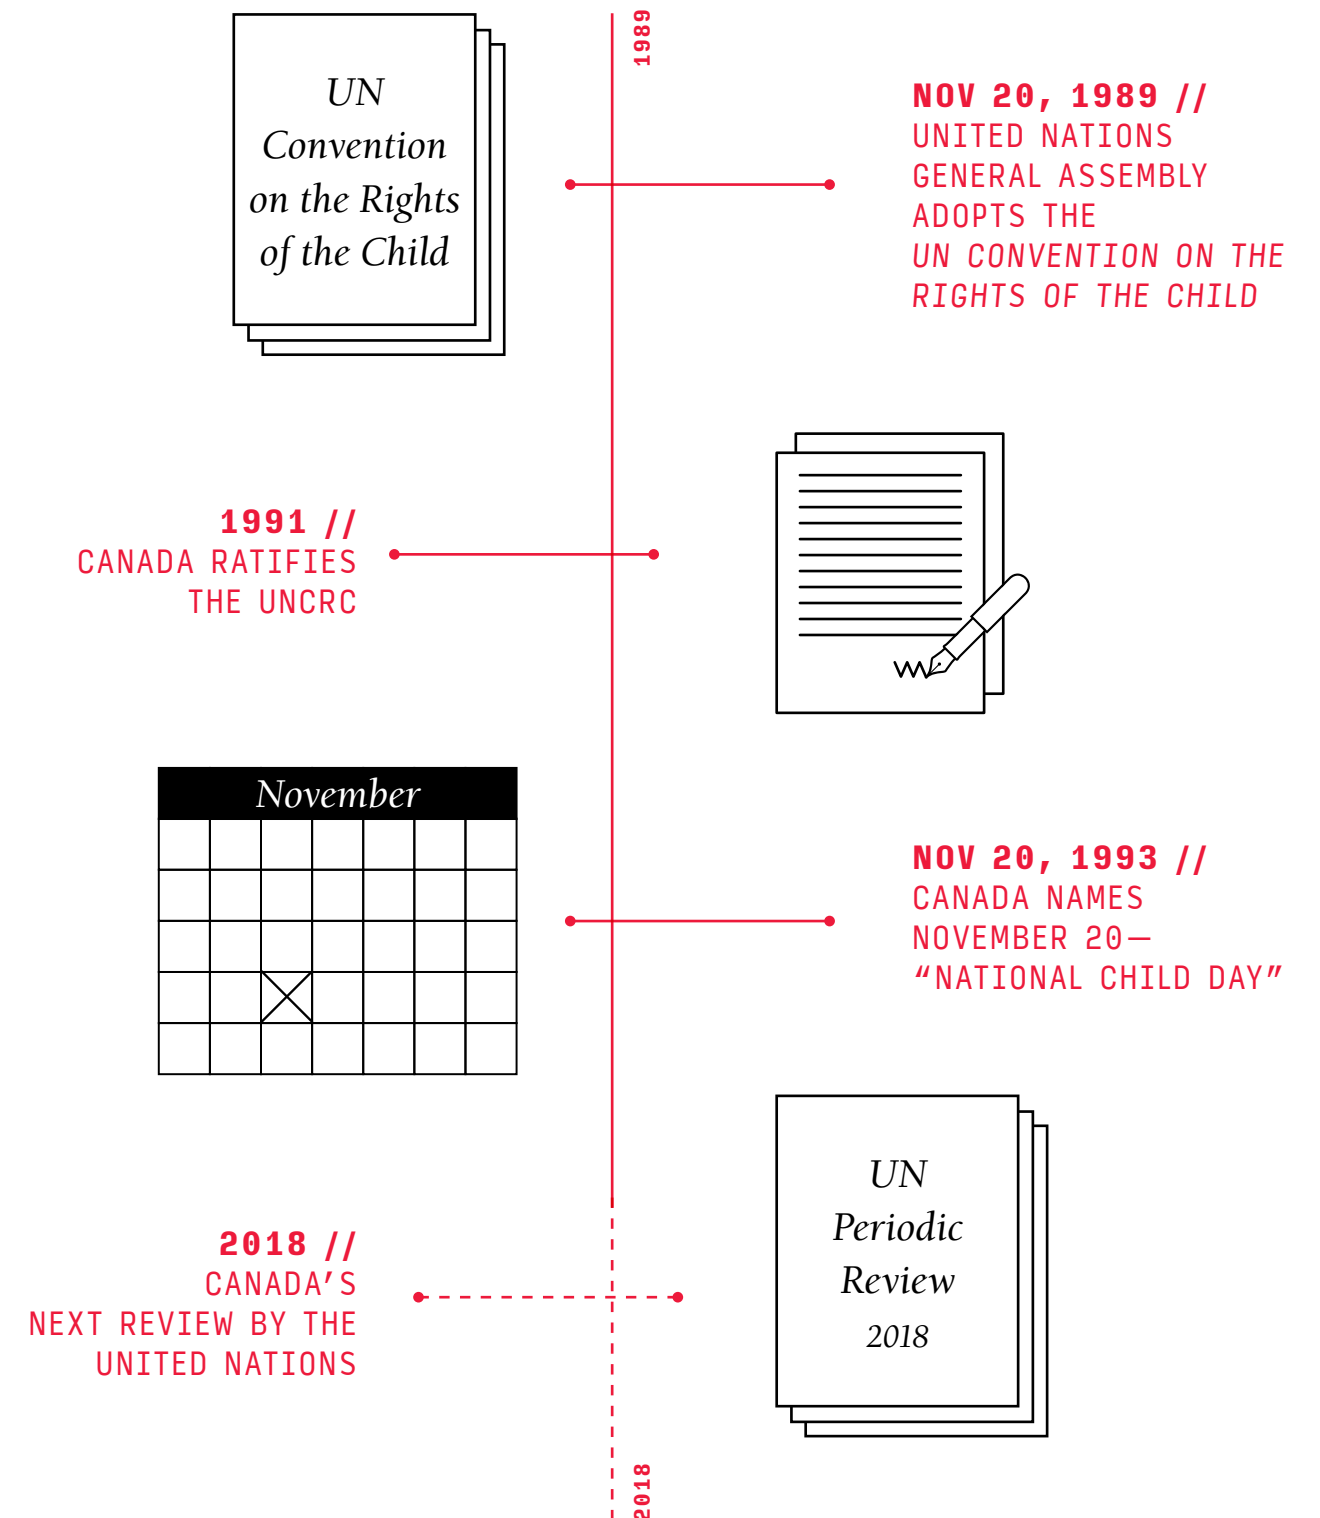 1989
UN
Convention
on the Rights
of the Child
NOV 20, 1989 //
UNITED NATIONS
GENERAL ASSEMBLY
ADOPTS THE
UN CONVENTION ON THE
RIGHTS OF THE CHILD
1991 //
CANADA RATIFIES
THE UNCRC
November
NOV 20, 1993 //
CANADA NAMES
NOVEMBER 20—
“NATIONAL CHILD DAY”
2018 //
CANADA’S
NEXT REVIEW BY THE
UNITED NATIONS
UN
Periodic
Review
2018
2018